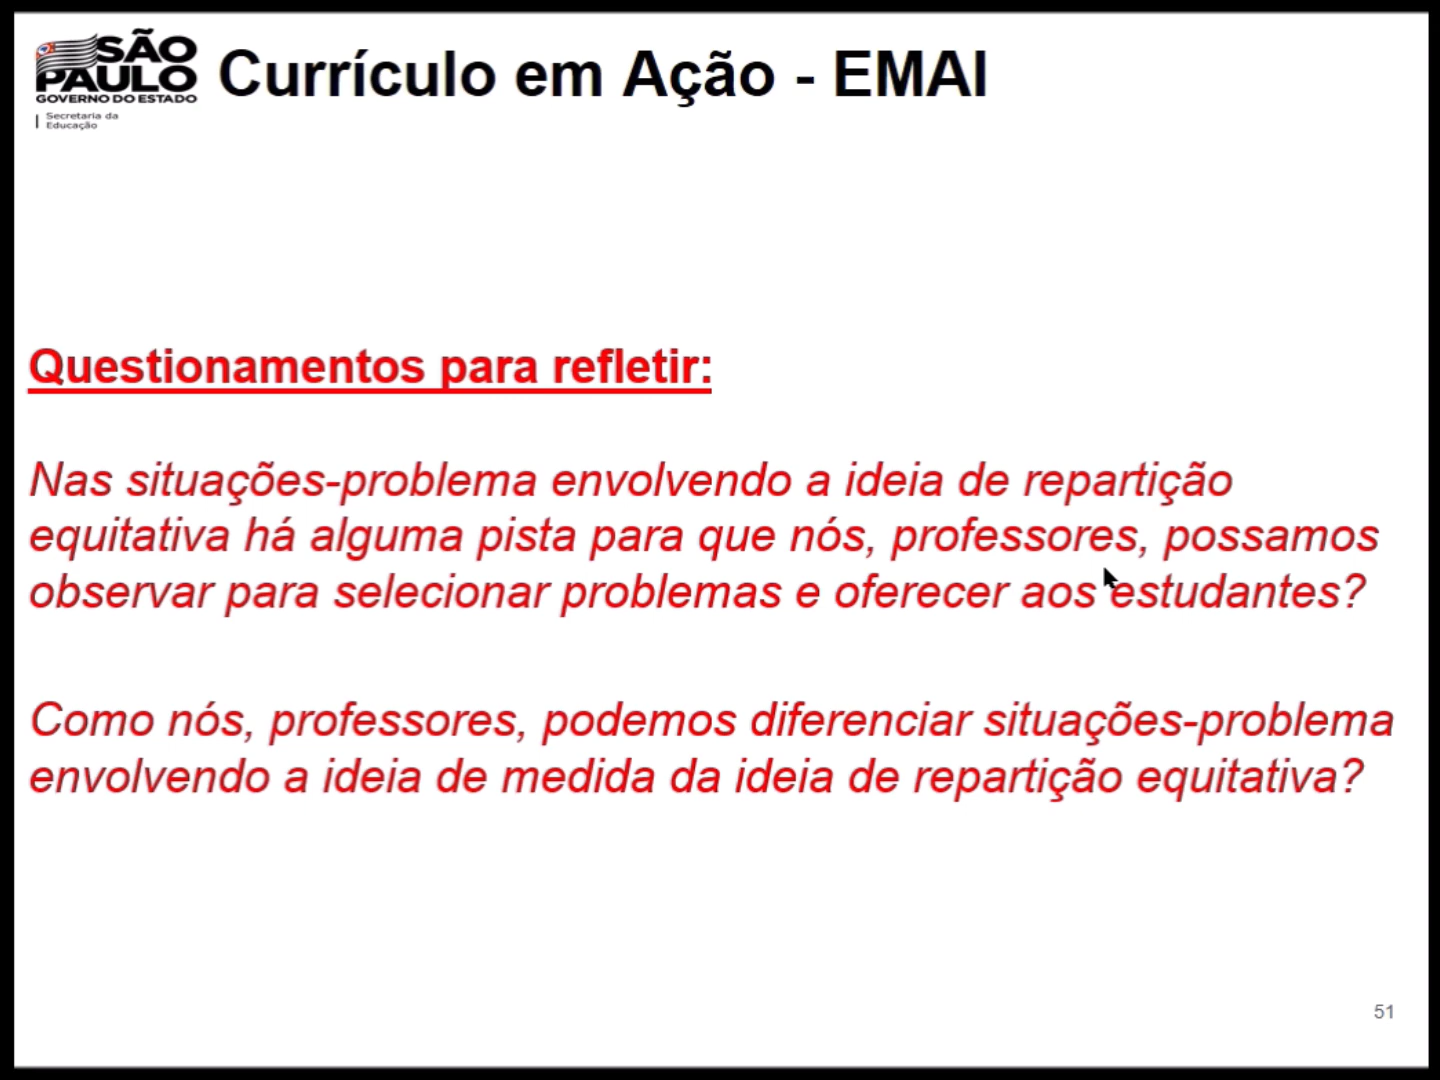 SÃO
PAULO
GOVERNO DO ESTADO
Secretaria da
Educação
Currículo em Ação - EMAI
Questionamentos para refletir:
Nas situações-problema envolvendo a ideia de repartição
equitativa há alguma pista para que nós, professores, possamos
observar para selecionar problemas e oferecer aos estudantes?
Como nós, professores, podemos diferenciar situações-problema
envolvendo a ideia de medida da ideia de repartição equitativa?
51